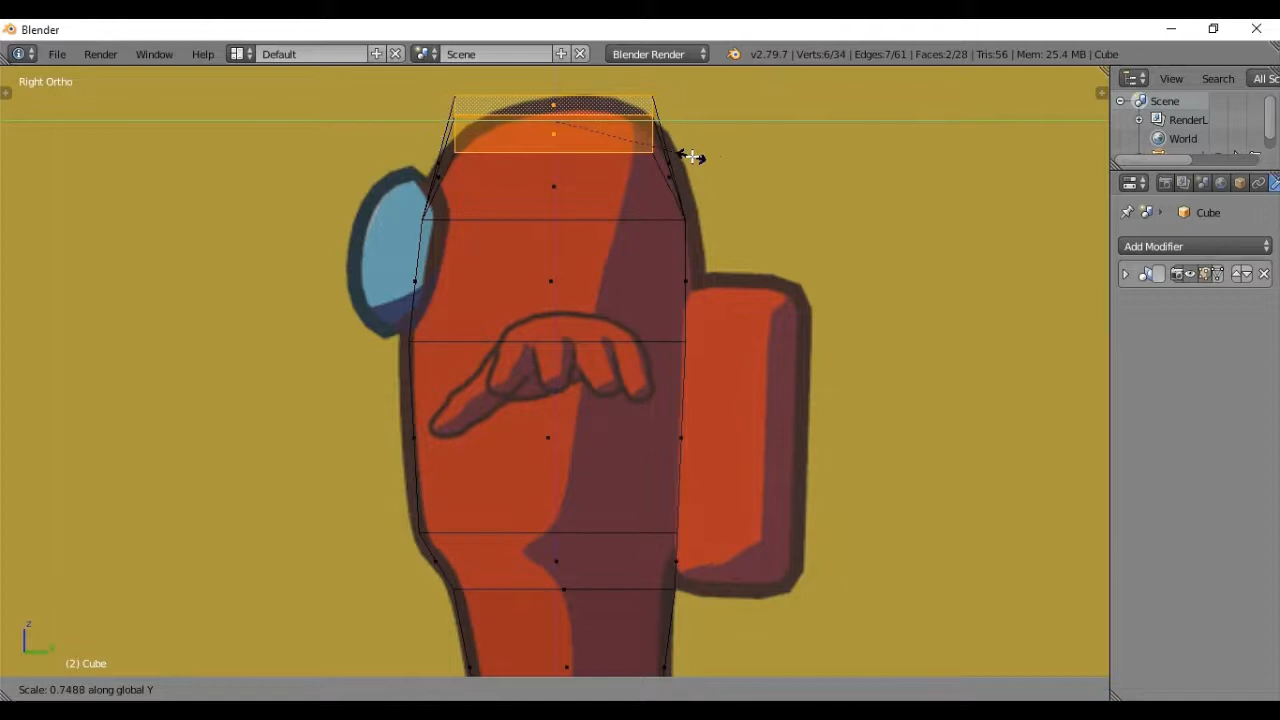 Blender
File Render Window Help Default Scene Blender Render v2.79.7 | Verts:6/34 | Edges:7/61 | Faces:2/28 | Tris:56 | Mem: 25.4 MB | Cube
Right Ortho
View Search All Sc
Scene
RenderL
World
Cube
Add Modifier
z
(2) Cube
Scale: 0.7488 along global Y